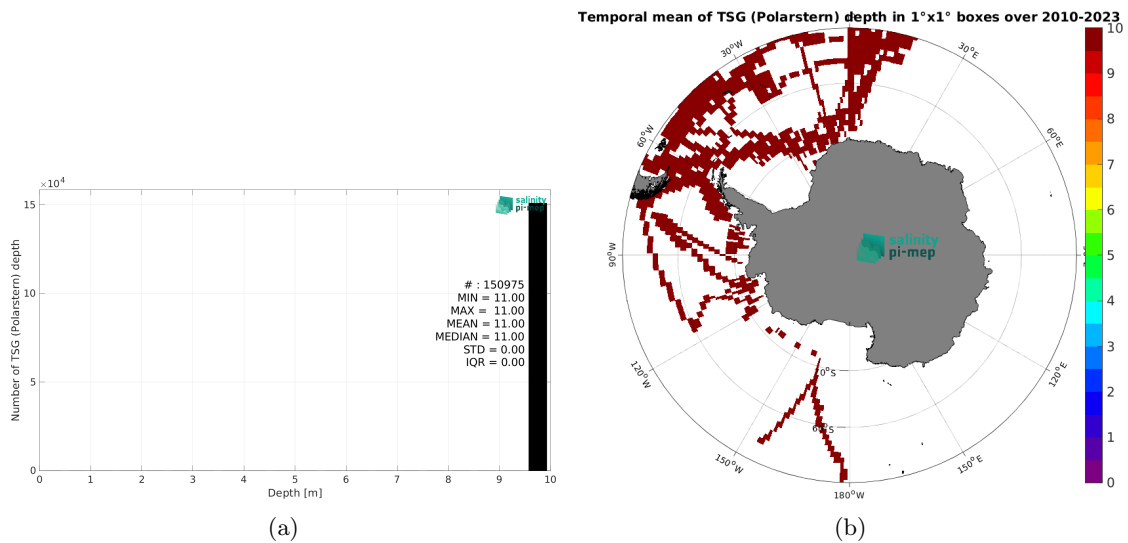 Temporal mean of TSG (Polarstern) depth in 1°x1° boxes over 2010-2023
×10⁴
15
10
5
0
Number of TSG (Polarstern) depth
salinity
pi-mep
# : 150975
MIN = 11.00
MAX = 11.00
MEAN = 11.00
MEDIAN = 11.00
STD = 0.00
IQR = 0.00
0 1 2 3 4 5 6 7 8 9 10
Depth [m]
(a)
30°W
30°E
60°W
60°E
90°W
120°W
120°E
150°W
150°E
180°W
0°S
60°S
salinity
pi-mep
10
9
8
7
6
5
4
3
2
1
0
(b)